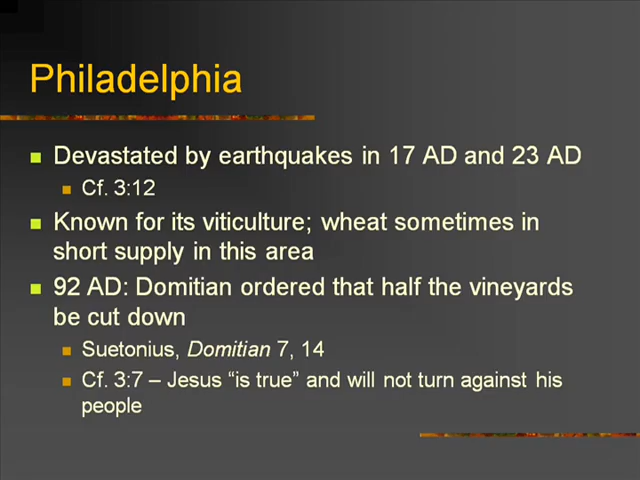 Philadelphia
Devastated by earthquakes in 17 AD and 23 AD
Cf. 3:12
Known for its viticulture; wheat sometimes in
short supply in this area
92 AD: Domitian ordered that half the vineyards
be cut down
Suetonius, Domitian 7, 14
Cf. 3:7 – Jesus “is true” and will not turn against his
people